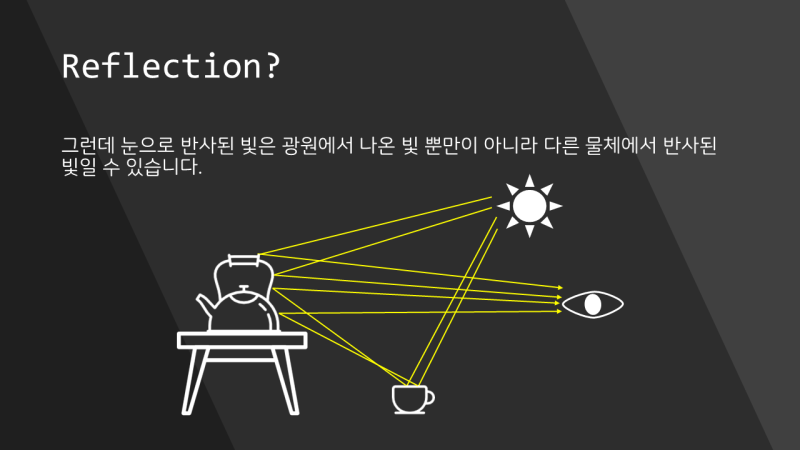 Reflection?
그런데 눈으로 반사된 빛은 광원에서 나온 빛 뿐만이 아니라 다른 물체에서 반사된
빛일 수 있습니다.